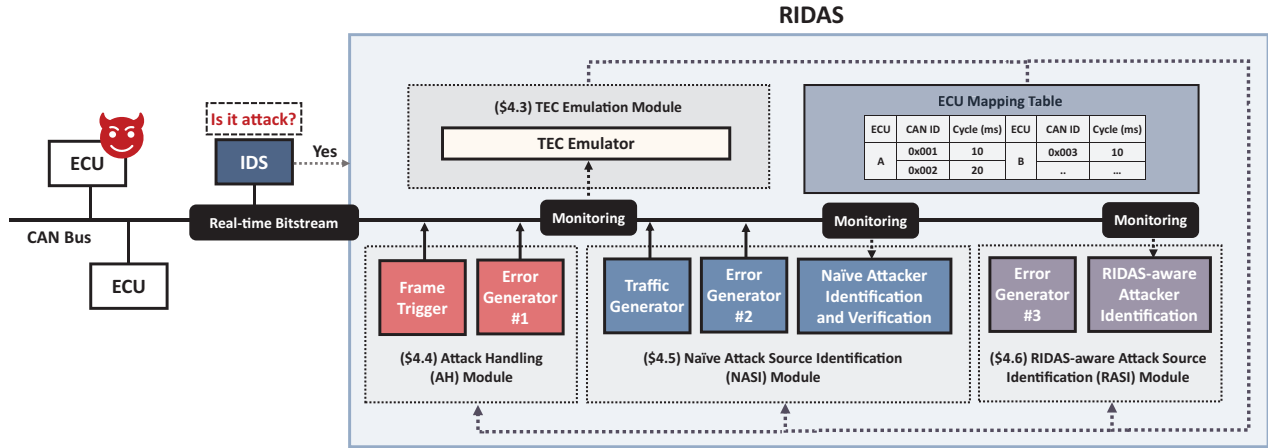 RIDAS
Is it attack?
ECU
IDS
Yes
CAN Bus
Real-time Bitstream
ECU
($4.3) TEC Emulation Module
TEC Emulator
ECU Mapping Table
ECU CAN ID Cycle (ms) ECU CAN ID Cycle (ms)
A 0x001 10 B 0x003 10
0x002 20 .. ...
Monitoring
Monitoring
Monitoring
Frame
Trigger
Error
Generator
#1
($4.4) Attack Handling
(AH) Module
Traffic
Generator
Error
Generator
#2
Naïve Attacker
Identification
and Verification
($4.5) Naïve Attack Source Identification
(NASI) Module
Error
Generator
#3
RIDAS-aware
Attacker
Identification
($4.6) RIDAS-aware Attack Source
Identification (RASI) Module